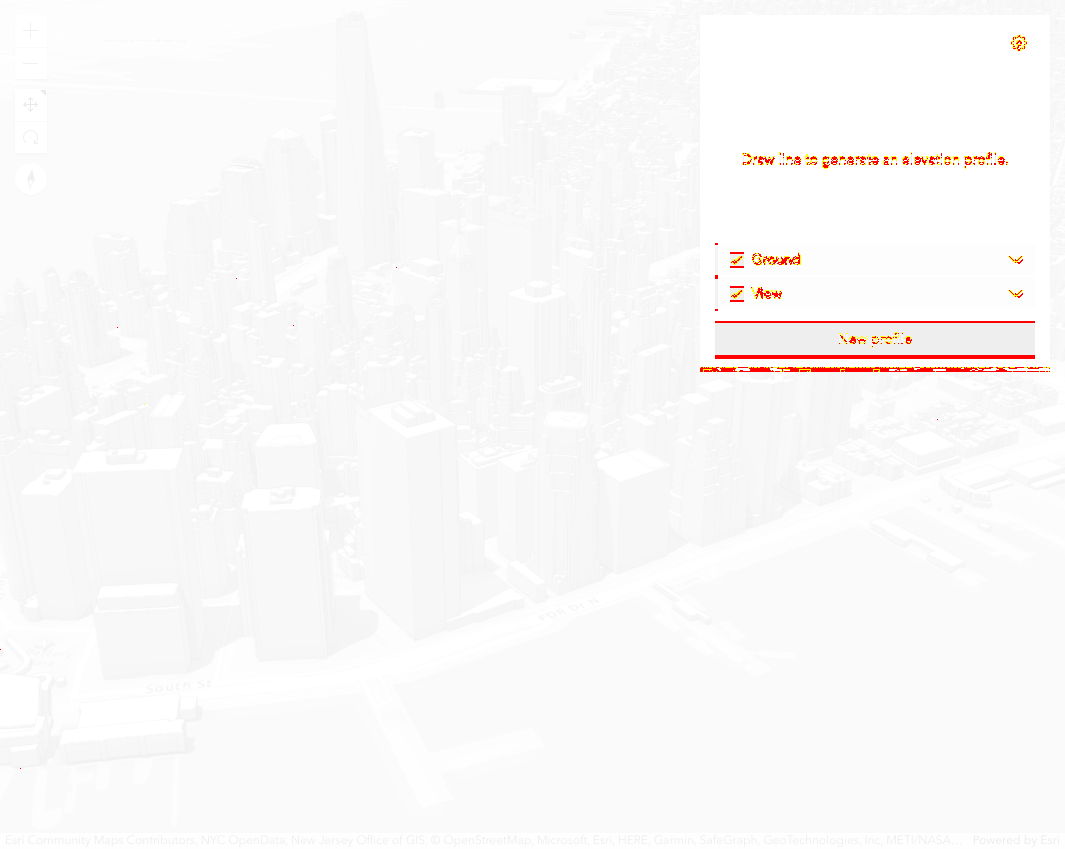 Draw line to generate an elevation profile.
Ground
View
New profile
FDR Dr N
South St
Esri Community Maps Contributors, NYC OpenData, New Jersey Office of GIS, © OpenStreetMap, Microsoft, Esri, HERE, Garmin, SafeGraph, GeoTechnologies, Inc, METI/NASA... Powered by Esri